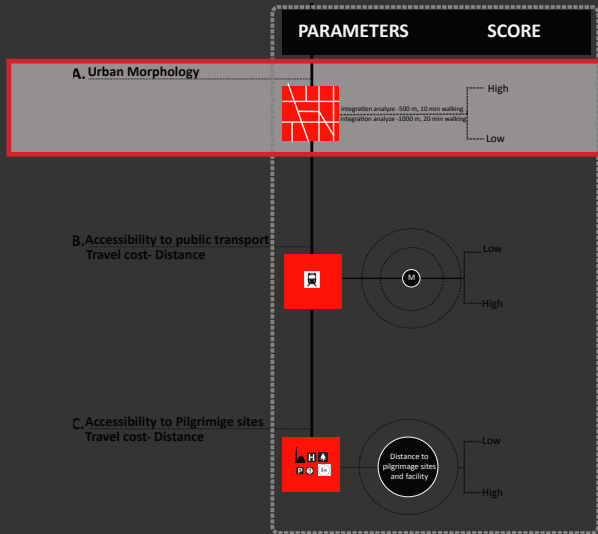 PARAMETERS SCORE
A. Urban Morphology
High
integration analyze -500 m, 10 min walking
integration analyze -1000 m, 20 min walking
Low
B. Accessibility to public transport
Travel cost- Distance
Low
M
High
C. Accessibility to Pilgrimige sites
Travel cost- Distance
Low
H
P
Distance to
pilgrimage sites
and facility
High